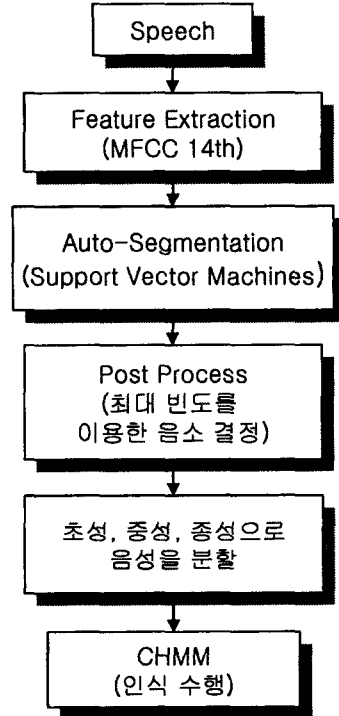 Speech
Feature Extraction
(MFCC 14th)
Auto-Segmentation
(Support Vector Machines)
Post Process
(최대 빈도를
이용한 음소 결정)
초성, 중성, 종성으로
음성을 분할
CHMM
(인식 수행)